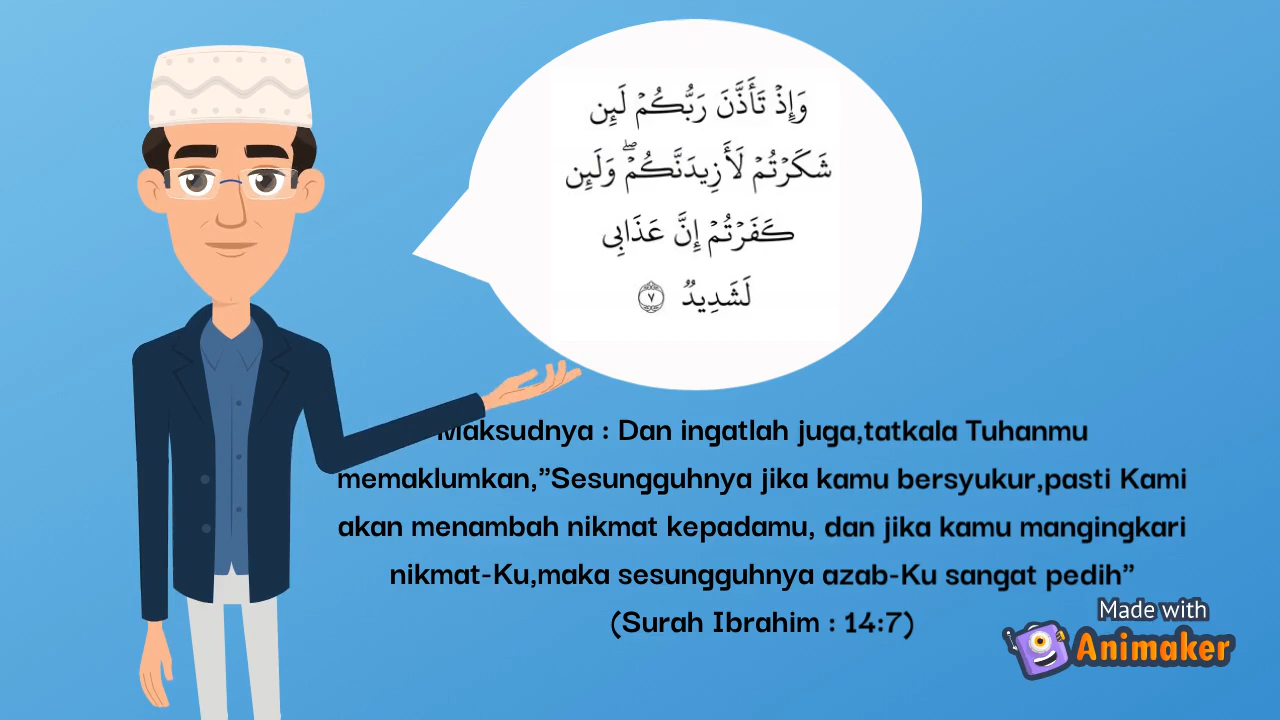 وَإِذْ تَأَذَّنَ رَبُّكُمْ لَئِن
شَكَرْتُمْ لَأَزِيدَنَّكُمْ ۖ وَلَئِن
كَفَرْتُمْ إِنَّ عَذَابِى
لَشَدِيدٌ ٧
Maksudnya : Dan ingatlah juga,tatkala Tuhanmu
memaklumkan,”Sesungguhnya jika kamu bersyukur,pasti Kami
akan menambah nikmat kepadamu, dan jika kamu mangingkari
nikmat-Ku,maka sesungguhnya azab-Ku sangat pedih”
(Surah Ibrahim : 14:7)
Made with
Animaker